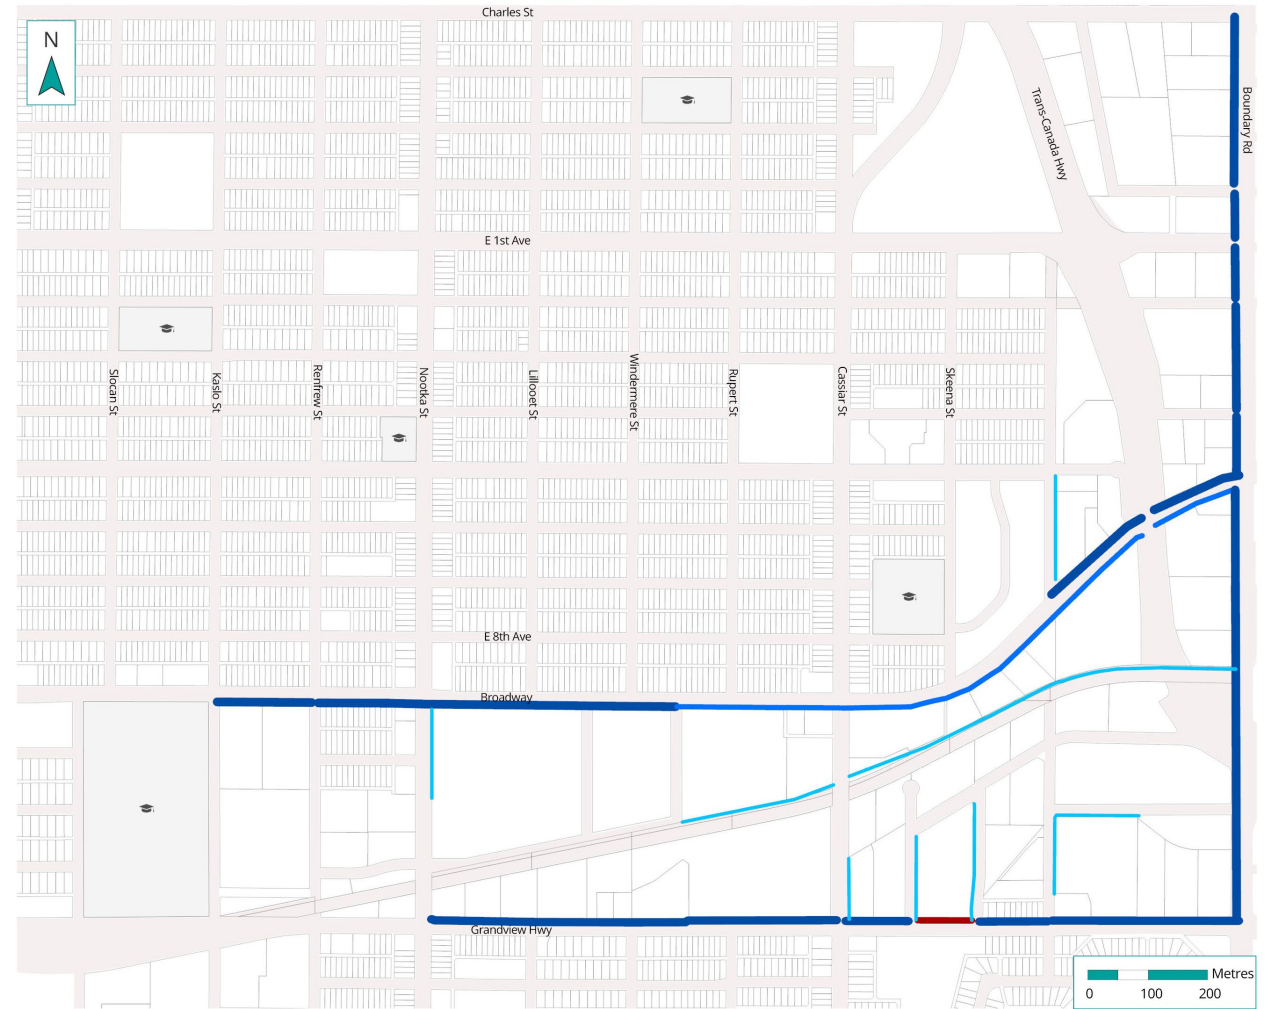 Charles St
N
Trans-Canada Hwy
Boundary Rd
E 1st Ave
Slocan St
Kaslo St
Renfrew St
Nootka St
Lillooet St
Windermere St
Rupert St
Cassiar St
Skeena St
E 8th Ave
Broadway
Grandview Hwy
Metres
0 100 200